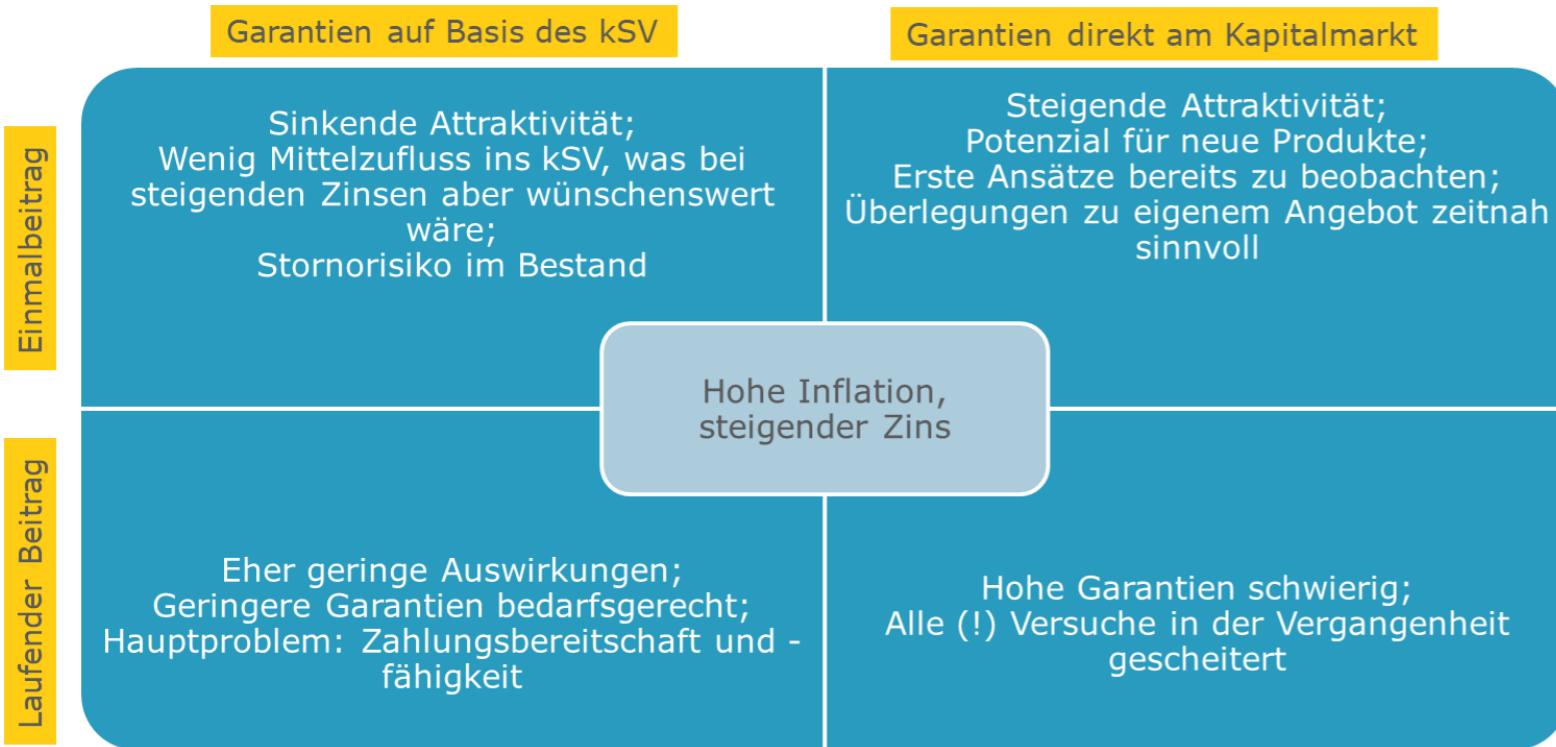 Garantien auf Basis des kSV
Garantien direkt am Kapitalmarkt
Einmalbeitrag
Sinkende Attraktivität;
Wenig Mittelzufluss ins kSV, was bei
steigenden Zinsen aber wünschenswert
wäre;
Stornorisiko im Bestand
Steigende Attraktivität;
Potenzial für neue Produkte;
Erste Ansätze bereits zu beobachten;
Überlegungen zu eigenem Angebot zeitnah
sinnvoll
Hohe Inflation,
steigender Zins
Laufender Beitrag
Eher geringe Auswirkungen;
Geringere Garantien bedarfsgerecht;
Hauptproblem: Zahlungsbereitschaft und -
fähigkeit
Hohe Garantien schwierig;
Alle (!) Versuche in der Vergangenheit
gescheitert